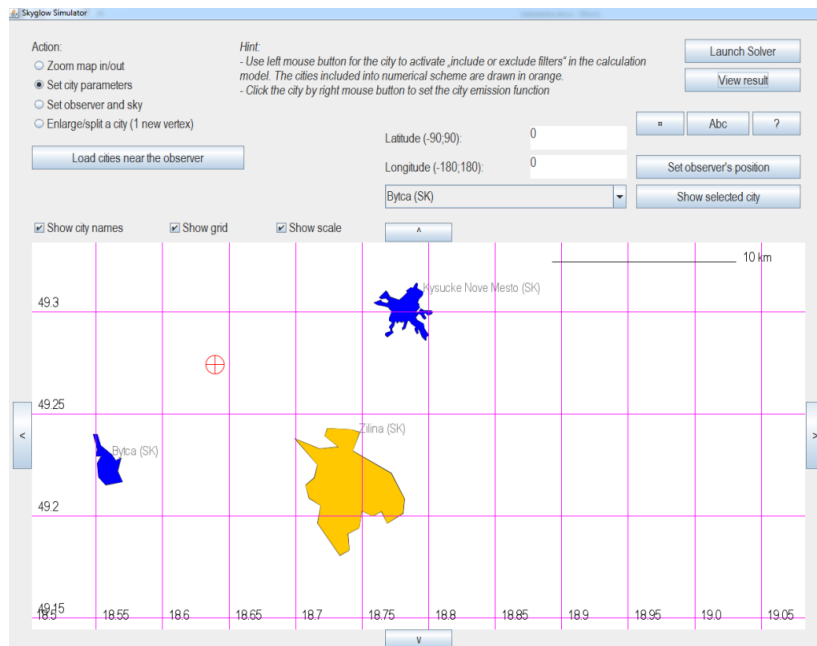 Skyglow Simulator
Action:
Zoom map in/out
Set city parameters
Set observer and sky
Enlarge/split a city (1 new vertex)
Load cities near the observer
Hint:
- Use left mouse button for the city to activate „include or exclude filters“ in the calculation
model. The cities included into numerical scheme are drawn in orange.
- Click the city by right mouse button to set the city emission function
Launch Solver
View result
¤ Abc ?
Latitude (-90;90): 0
Longitude (-180;180): 0
Set observer's position
Bytca (SK)
Show selected city
Show city names Show grid Show scale
^
10 km
Kysucke Nove Mesto (SK)
49.3
49.25
Zilina (SK)
< >
Bytca (SK)
49.2
49.15
18.5 18.55 18.6 18.65 18.7 18.75 18.8 18.85 18.9 18.95 19.0 19.05
v